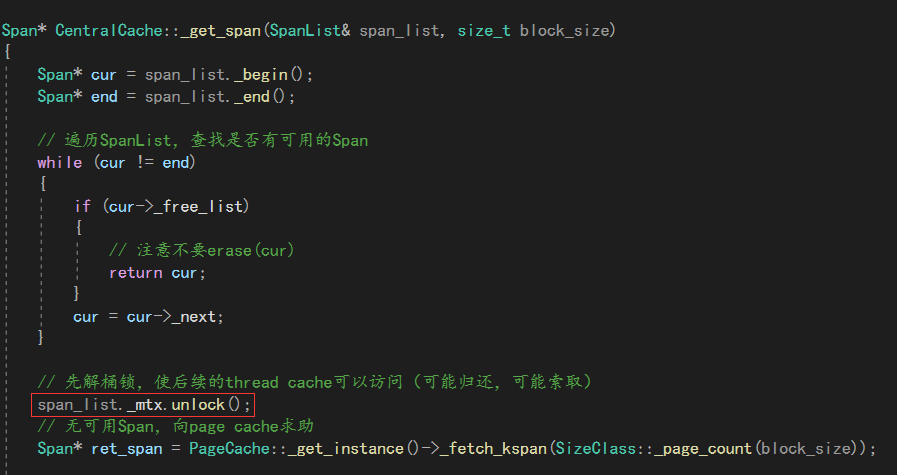 Span* CentralCache::_get_span(SpanList& span_list, size_t block_size)
{
Span* cur = span_list._begin();
Span* end = span_list._end();
// 遍历SpanList，查找是否有可用的Span
while (cur != end)
{
if (cur->_free_list)
{
// 注意不要erase(cur)
return cur;
}
cur = cur->_next;
}
// 先解桶锁，使后续的thread cache可以访问（可能归还，可能索取）
span_list._mtx.unlock();
// 无可用Span，向page cache求助
Span* ret_span = PageCache::_get_instance()->_fetch_kspan(SizeClass::_page_count(block_size));